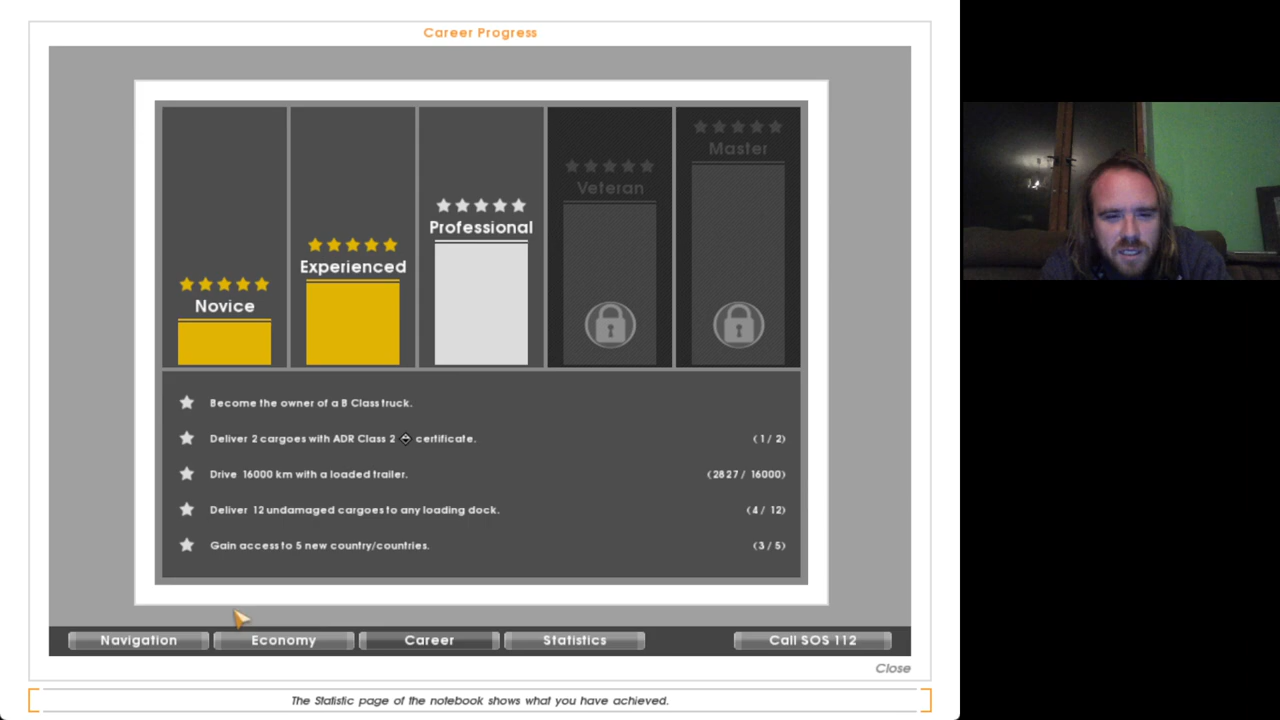 Career Progress
Master
Veteran
Professional
Experienced
Novice
Become the owner of a B Class truck.
Deliver 2 cargoes with ADR Class 2 certificate. (1 / 2)
Drive 16000 km with a loaded trailer. (2827 / 16000)
Deliver 12 undamaged cargoes to any loading dock. (4 / 12)
Gain access to 5 new country/countries. (3 / 5)
Navigation Economy Career Statistics Call SOS 112
Close
The Statistic page of the notebook shows what you have achieved.